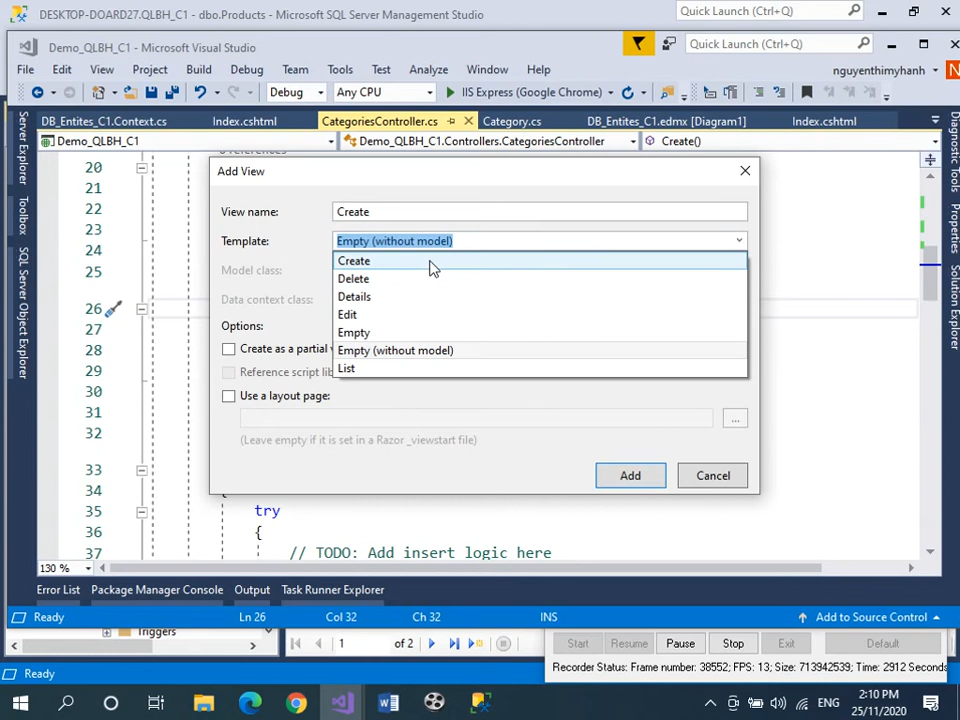 DESKTOP-DOARD27.QLBH_C1 - dbo.Products - Microsoft SQL Server Management Studio
Quick Launch (Ctrl+Q)
Demo_QLBH_C1 - Microsoft Visual Studio
Quick Launch (Ctrl+Q)
File Edit View Project Build Debug Team Tools Test Analyze Window Help
nguyenthimyhanh
Debug Any CPU IIS Express (Google Chrome)
DB_Entites_C1.Context.cs Index.cshtml CategoriesController.cs Category.cs DB_Entites_C1.edmx [Diagram1] Index.cshtml
Demo_QLBH_C1 Demo_QLBH_C1.Controllers.CategoriesController Create()
Server Explorer
Toolbox
SQL Server Object Explorer
Diagnostic Tools
20
21
22
23
24
25
26
27
28
29
30
31
32
33
34
35 try
36 {
37 // TODO: Add insert logic here
Add View
View name: Create
Template: Empty (without model)
Model class:
Data context class:
Create
Delete
Details
Edit
Empty
Empty (without model)
List
Options:
Create as a partial
Reference script
Use a layout page:
...
(Leave empty if it is set in a Razor _viewstart file)
Add Cancel
130 %
Error List Package Manager Console Output Task Runner Explorer
Ready Ln 26 Col 32 Ch 32 INS Add to Source Control
Triggers
1 of 2
Start Resume Pause Stop Exit Default
Recorder Status: Frame number: 38552; FPS: 13; Size: 713942539; Time: 2912 Seconds
Ready
ENG
2:10 PM
25/11/2020